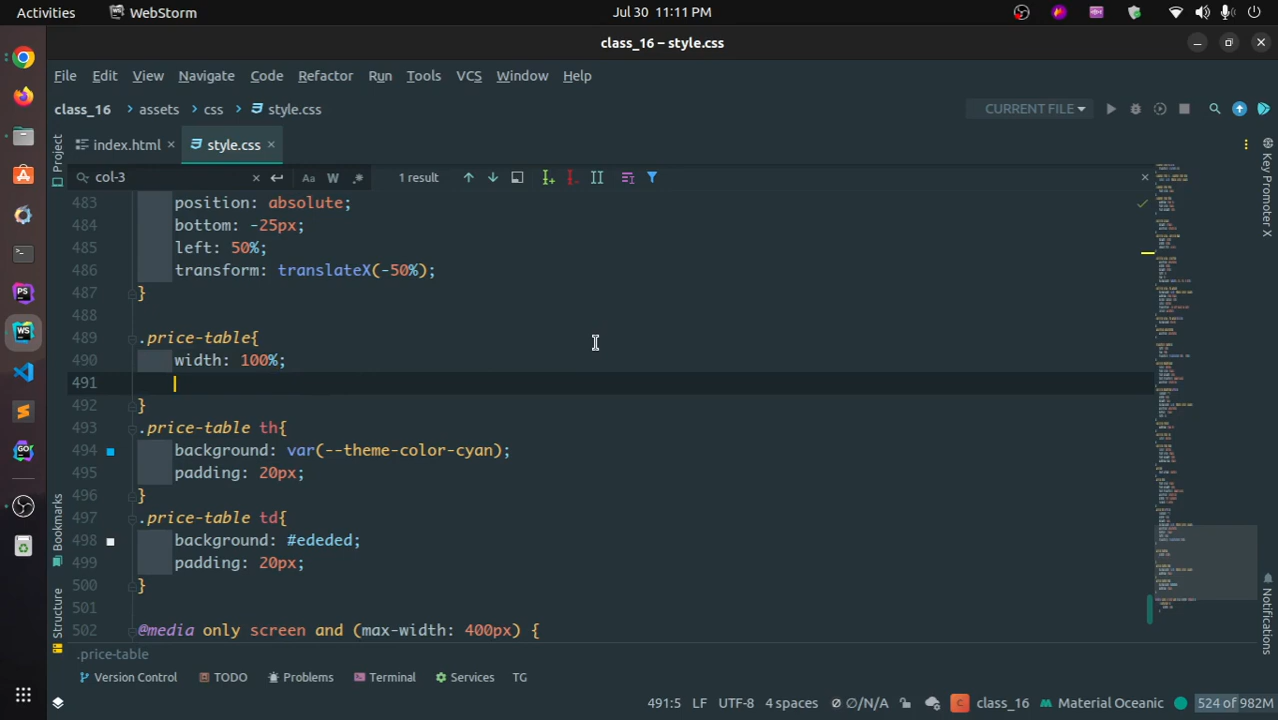 Activities WebStorm Jul 30 11:11 PM
class_16 – style.css
File Edit View Navigate Code Refactor Run Tools VCS Window Help
class_16 assets css style.css CURRENT FILE
Project
index.html style.css
Key Promoter X
col-3 Aa W .* 1 result
483 position: absolute;
484 bottom: -25px;
485 left: 50%;
486 transform: translateX(-50%);
487 }
488
489 .price-table{
490 width: 100%;
491
492 }
493 .price-table th{
494 background: var(--theme-color-cyan);
495 padding: 20px;
496 }
497 .price-table td{
498 background: #ededed;
499 padding: 20px;
500 }
501
502 @media only screen and (max-width: 400px) {
Bookmarks
Structure
Notifications
.price-table
Version Control TODO Problems Terminal Services TG
491:5 LF UTF-8 4 spaces ∅/N/A C class_16 Material Oceanic 524 of 982M